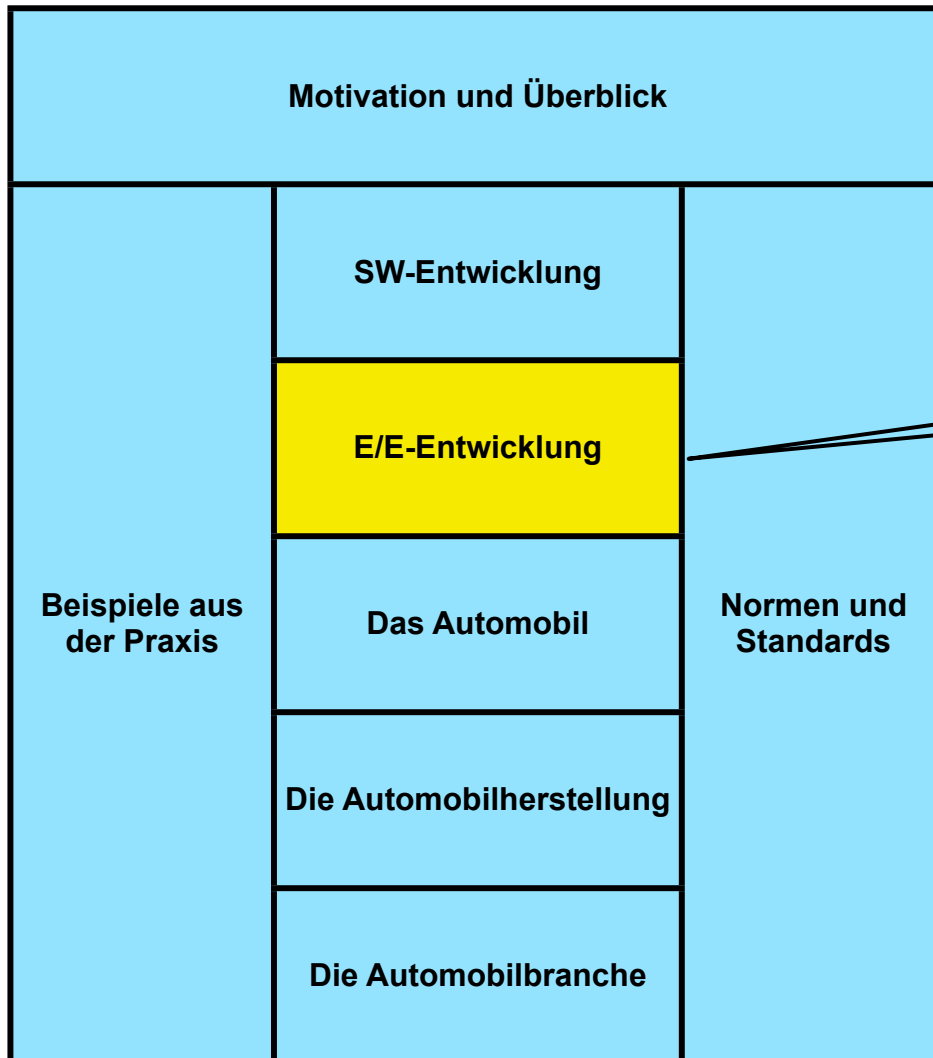 Motivation und Überblick
SW-Entwicklung
E/E-Entwicklung
Beispiele aus
der Praxis
Das Automobil
Normen und
Standards
Die Automobilherstellung
Die Automobilbranche